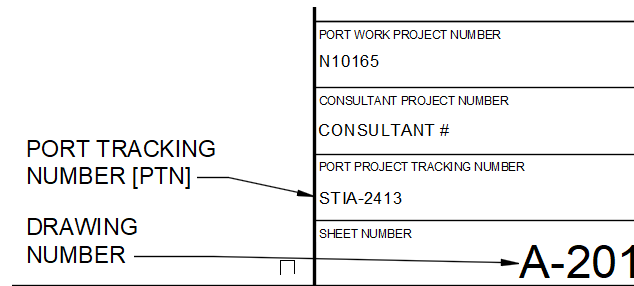 PORT WORK PROJECT NUMBER
N10165
CONSULTANT PROJECT NUMBER
CONSULTANT #
PORT TRACKING
NUMBER [PTN]
PORT PROJECT TRACKING NUMBER
STIA-2413
DRAWING
NUMBER
SHEET NUMBER
A-201